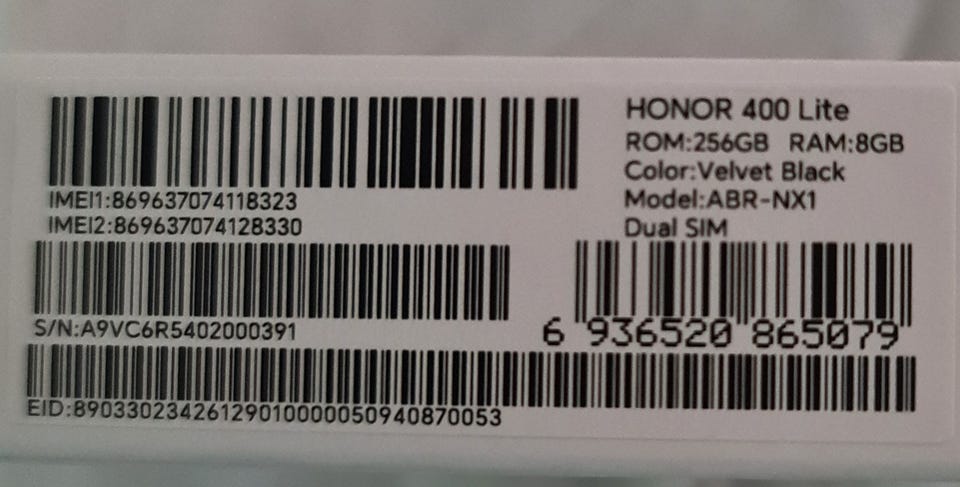 HONOR 400 Lite
ROM:256GB RAM:8GB
Color:Velvet Black
Model:ABR-NX1
Dual SIM
IMEI1:869637074118323
IMEI2:869637074128330
S/N:A9VC6R5402000391
6 936520 865079
EID:89033023426129010000050940870053